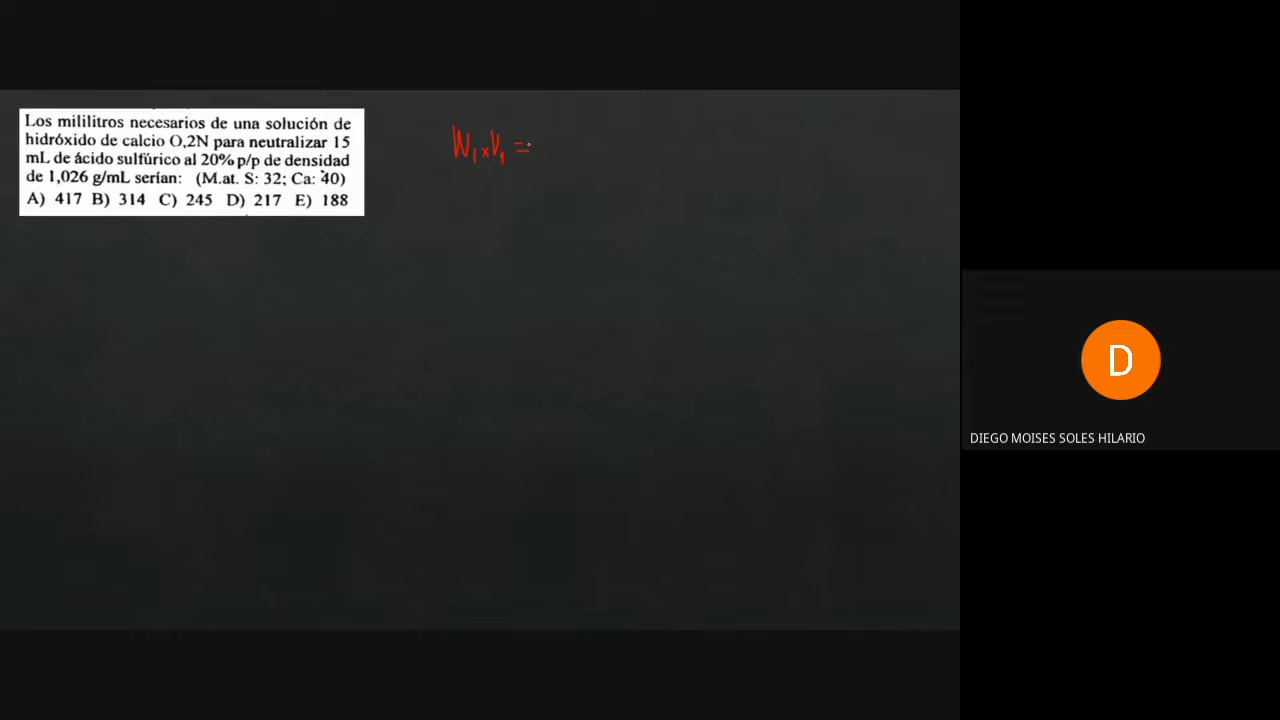 Los mililitros necesarios de una solución de
hidróxido de calcio O,2N para neutralizar 15
mL de ácido sulfúrico al 20% p/p de densidad
de 1,026 g/mL serían: (M.at. S: 32; Ca: 40)
A) 417 B) 314 C) 245 D) 217 E) 188
N₁ x V₁ =
D
DIEGO MOISES SOLES HILARIO